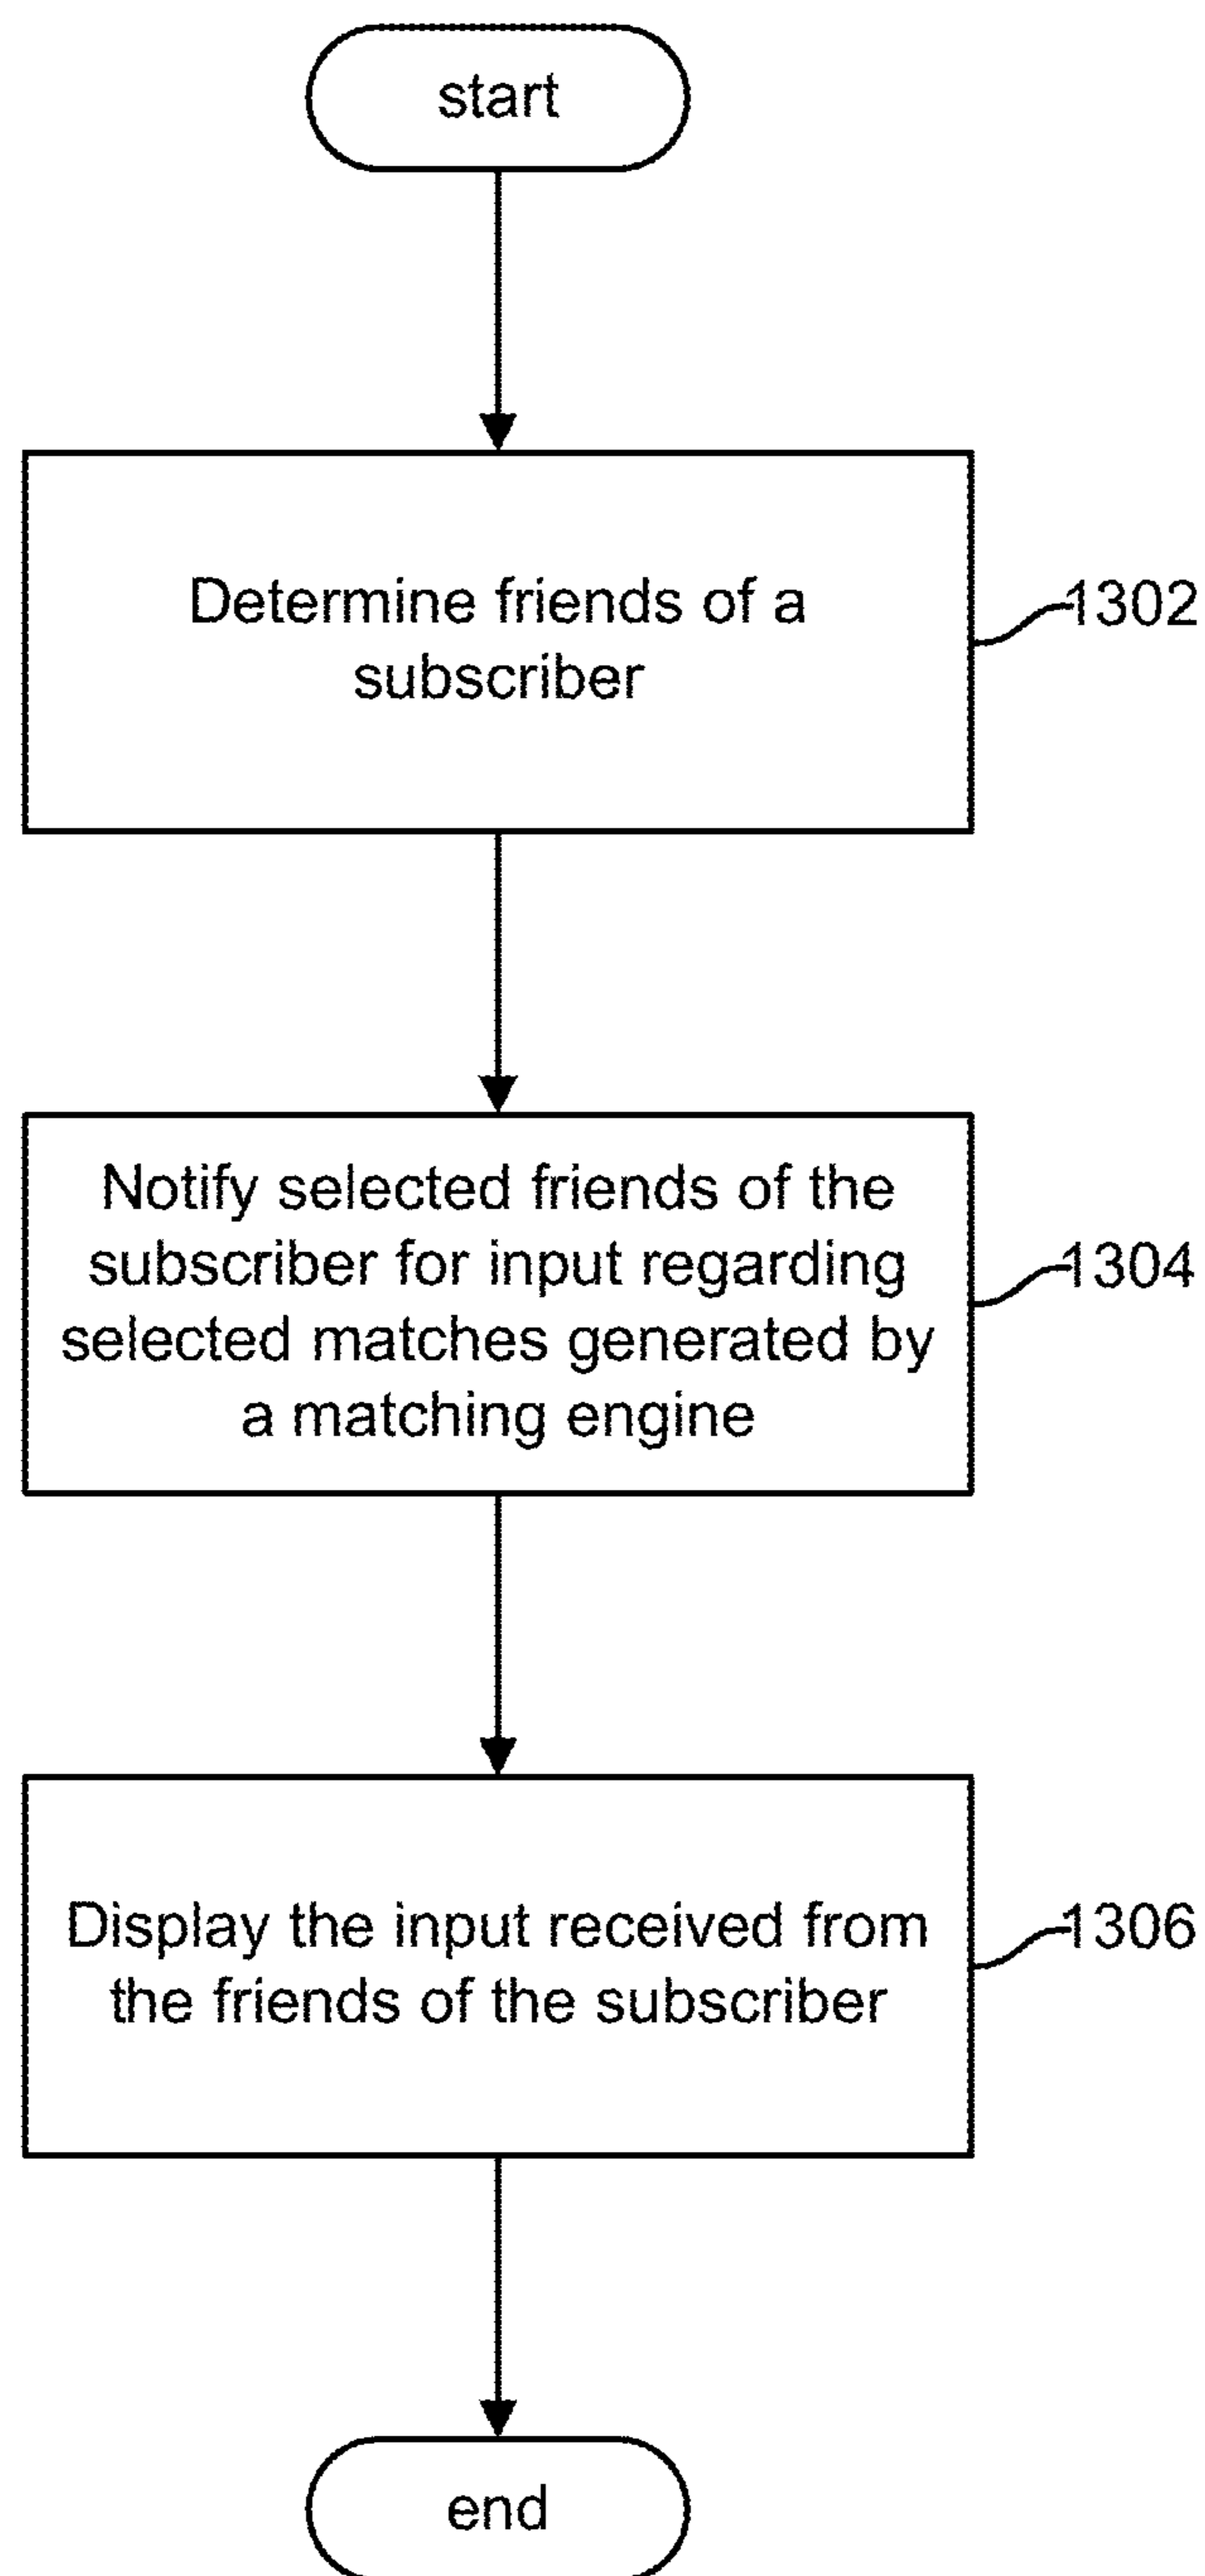 start
Determine friends of a
subscriber
1302
Notify selected friends of the
subscriber for input regarding
selected matches generated by
a matching engine
1304
Display the input received from
the friends of the subscriber
1306
end